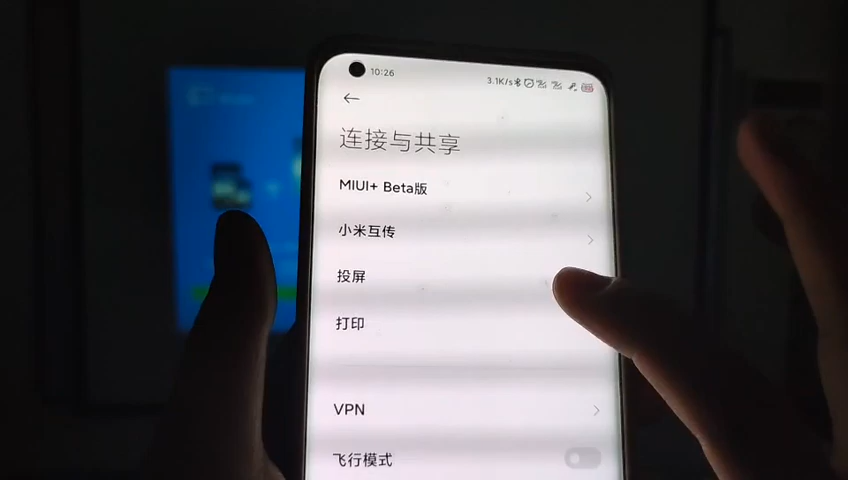 10:26
3.1K/s
连接与共享
MIUI+ Beta版
小米互传
投屏
打印
VPN
飞行模式